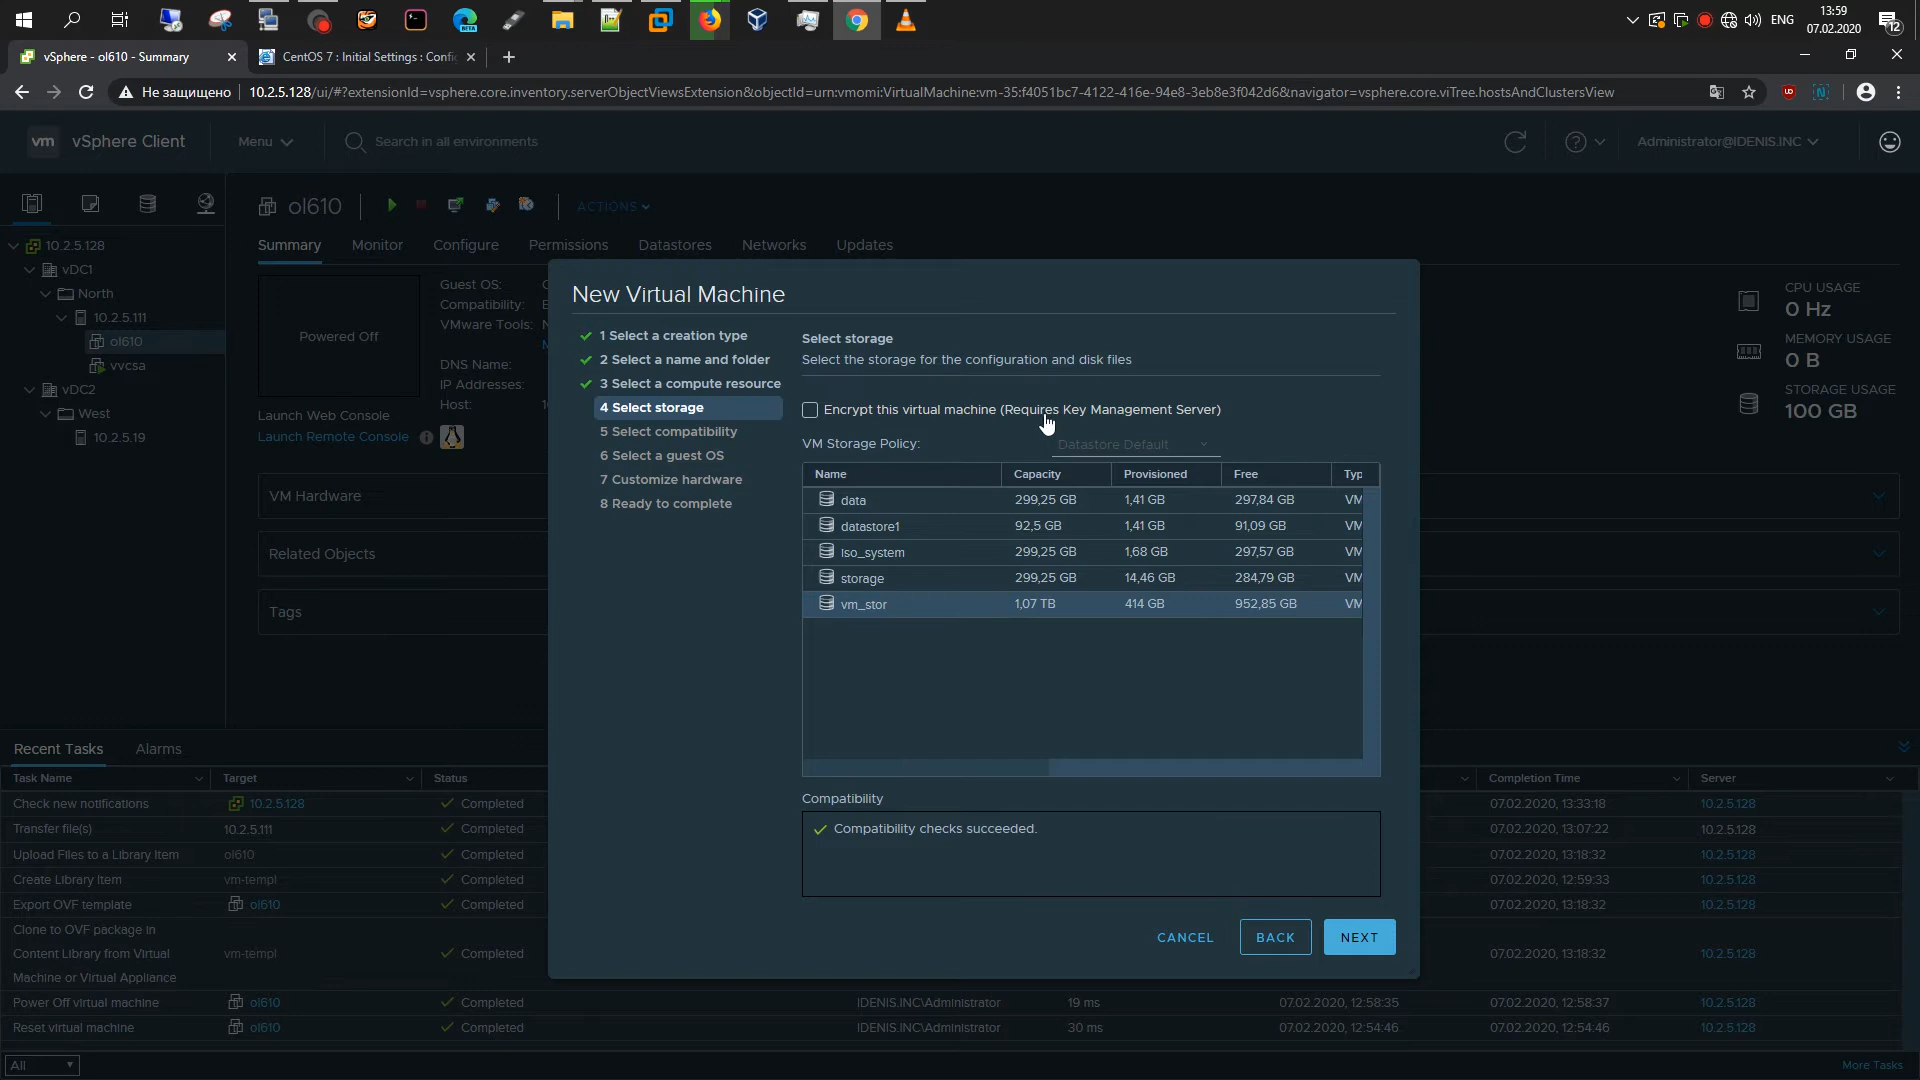 13:59
ENG
07.02.2020
12
vSphere - ol610 - Summary
CentOS 7 : Initial Settings : Config
Не защищено
10.2.5.128/ui/#?extensionId=vsphere.core.inventory.serverObjectViewsExtension&objectId=urn:vmomi:VirtualMachine:vm-35:f4051bc7-4122-416e-94e8-3eb8e3f042d6&navigator=vsphere.core.viTree.hostsAndClustersView
vm vSphere Client
Menu
Search in all environments
Administrator@IDENIS.INC
ol610
ACTIONS
Summary Monitor Configure Permissions Datastores Networks Updates
10.2.5.128
vDC1
North
10.2.5.111
ol610
vvcsa
vDC2
West
10.2.5.19
Powered Off
Guest OS:
Compatibility:
VMware Tools:
DNS Name:
IP Addresses:
Host:
Launch Web Console
Launch Remote Console
CPU USAGE
0 Hz
MEMORY USAGE
0 B
STORAGE USAGE
100 GB
VM Hardware
Related Objects
Tags
New Virtual Machine
1 Select a creation type
2 Select a name and folder
3 Select a compute resource
4 Select storage
5 Select compatibility
6 Select a guest OS
7 Customize hardware
8 Ready to complete
Select storage
Select the storage for the configuration and disk files
Encrypt this virtual machine (Requires Key Management Server)
VM Storage Policy: Datastore Default
Name Capacity Provisioned Free Typ
data 299,25 GB 1,41 GB 297,84 GB VM
datastore1 92,5 GB 1,41 GB 91,09 GB VM
iso_system 299,25 GB 1,68 GB 297,57 GB VM
storage 299,25 GB 14,46 GB 284,79 GB VM
vm_stor 1,07 TB 414 GB 952,85 GB VM
Compatibility
Compatibility checks succeeded.
CANCEL BACK NEXT
Recent Tasks Alarms
Task Name Target Status Completion Time Server
Check new notifications 10.2.5.128 Completed 07.02.2020, 13:33:18 10.2.5.128
Transfer file(s) 10.2.5.111 Completed 07.02.2020, 13:07:22 10.2.5.128
Upload Files to a Library Item ol610 Completed 07.02.2020, 13:18:32 10.2.5.128
Create Library Item vm-templ Completed 07.02.2020, 12:59:33 10.2.5.128
Export OVF template ol610 Completed 07.02.2020, 13:18:32 10.2.5.128
Clone to OVF package in
Content Library from Virtual vm-templ Completed 07.02.2020, 13:18:32 10.2.5.128
Machine or Virtual Appliance
Power Off virtual machine ol610 Completed IDENIS.INC\Administrator 19 ms 07.02.2020, 12:58:35 07.02.2020, 12:58:37 10.2.5.128
Reset virtual machine ol610 Completed IDENIS.INC\Administrator 30 ms 07.02.2020, 12:54:46 07.02.2020, 12:54:46 10.2.5.128
All
More Tasks